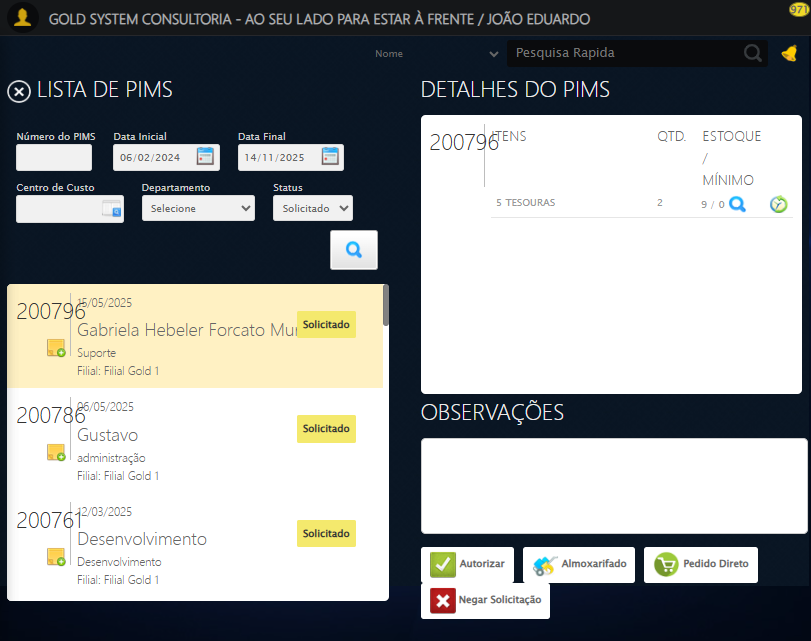 GOLD SYSTEM CONSULTORIA - AO SEU LADO PARA ESTAR À FRENTE / JOÃO EDUARDO
971
Nome
Pesquisa Rapida
LISTA DE PIMS
Número do PIMS
Data Inicial
Data Final
06/02/2024
14/11/2025
Centro de Custo
Departamento
Status
Selecione
Solicitado
200796
15/05/2025
Gabriela Hebeler Forcato Mur
Solicitado
Suporte
Filial: Filial Gold 1
200786
06/05/2025
Gustavo
Solicitado
administração
Filial: Filial Gold 1
200761
12/03/2025
Desenvolvimento
Solicitado
Desenvolvimento
Filial: Filial Gold 1
DETALHES DO PIMS
200796
ITENS
QTD.
ESTOQUE
/
MÍNIMO
5 TESOURAS
2
9 / 0
OBSERVAÇÕES
Autorizar
Almoxarifado
Pedido Direto
Negar Solicitação